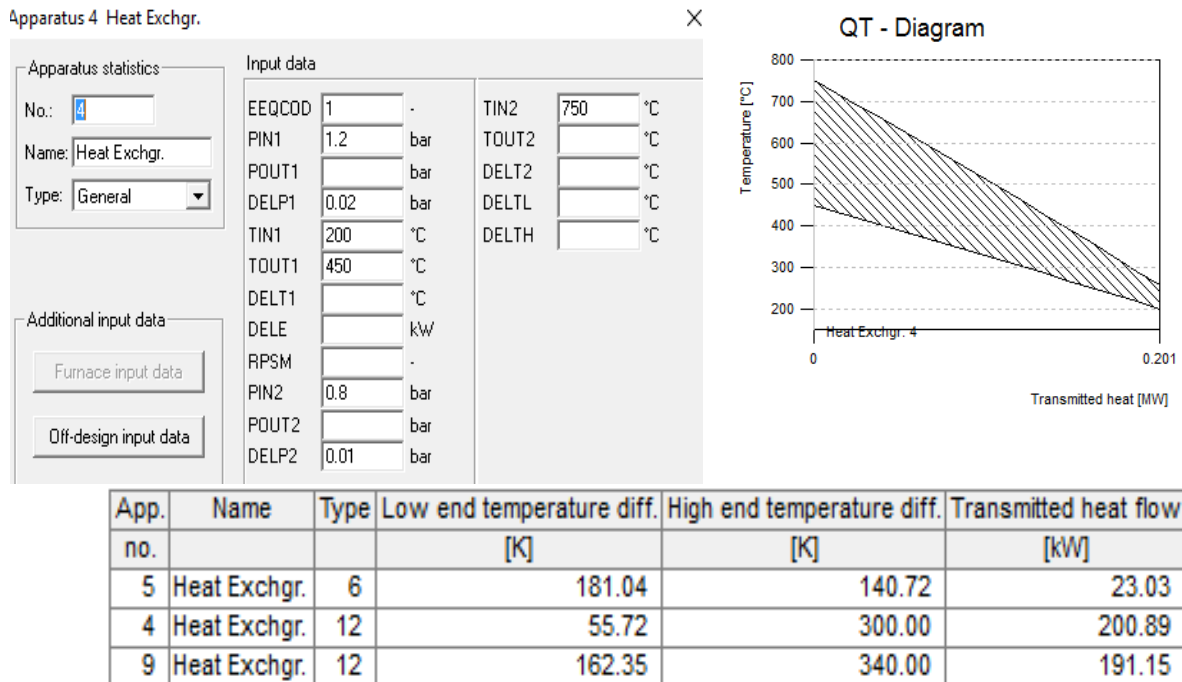 Apparatus 4 Heat Exchgr.
Apparatus statistics
No.: 4
Name: Heat Exchgr.
Type: General
Additional input data
Furnace input data
Off-design input data
Input data
EEQCOD 1 -
PIN1 1.2 bar
POUT1 bar
DELP1 0.02 bar
TIN1 200 °C
TOUT1 450 °C
DELT1 °C
DELE kW
RPSM -
PIN2 0.8 bar
POUT2 bar
DELP2 0.01 bar
TIN2 750 °C
TOUT2 °C
DELT2 °C
DELTL °C
DELTH °C
QT - Diagram
Temperature [°C]
800
700
600
500
400
300
200
Heat Exchgr. 4
0 0.201
Transmitted heat [MW]
App. Name Type Low end temperature diff. High end temperature diff. Transmitted heat flow
no. [K] [K] [kW]
5 Heat Exchgr. 6 181.04 140.72 23.03
4 Heat Exchgr. 12 55.72 300.00 200.89
9 Heat Exchgr. 12 162.35 340.00 191.15